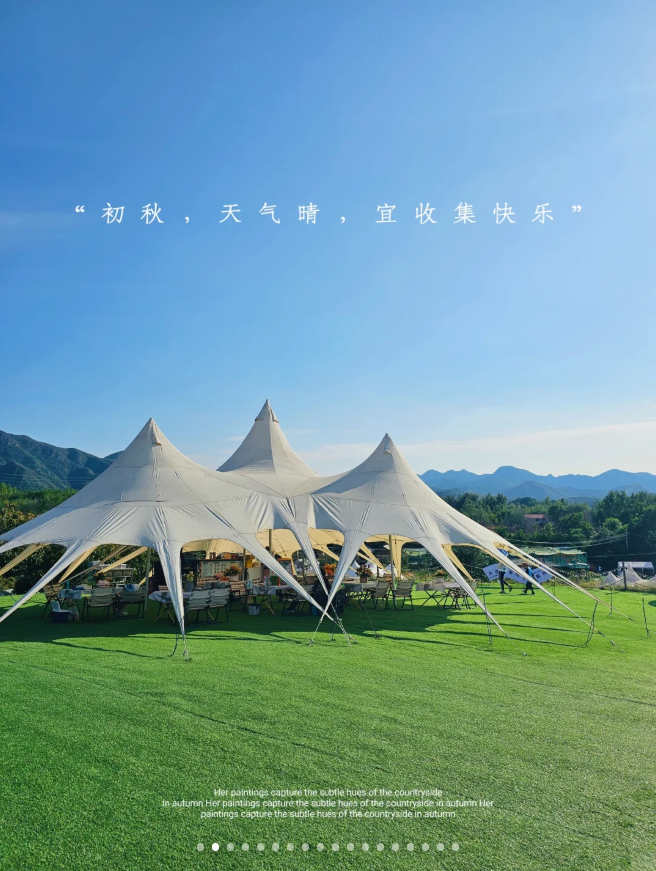 “初秋，天气晴，宜收集快乐”
Her paintings capture the subtle hues of the countryside
In autumn Her paintings capture the subtle hues of the countryside in autumn Her
paintings capture the subtle hues of the countryside in autumn